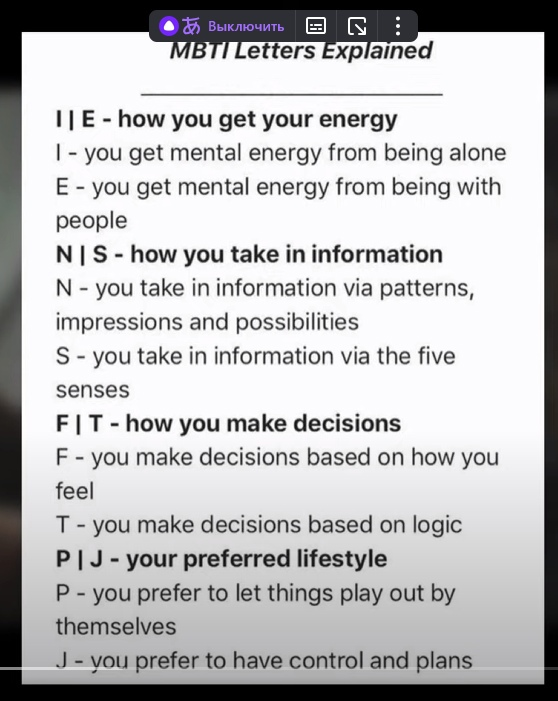 あ Выключить
MBTI Letters Explained
I | E - how you get your energy
I - you get mental energy from being alone
E - you get mental energy from being with
people
N | S - how you take in information
N - you take in information via patterns,
impressions and possibilities
S - you take in information via the five
senses
F | T - how you make decisions
F - you make decisions based on how you
feel
T - you make decisions based on logic
P | J - your preferred lifestyle
P - you prefer to let things play out by
themselves
J - you prefer to have control and plans